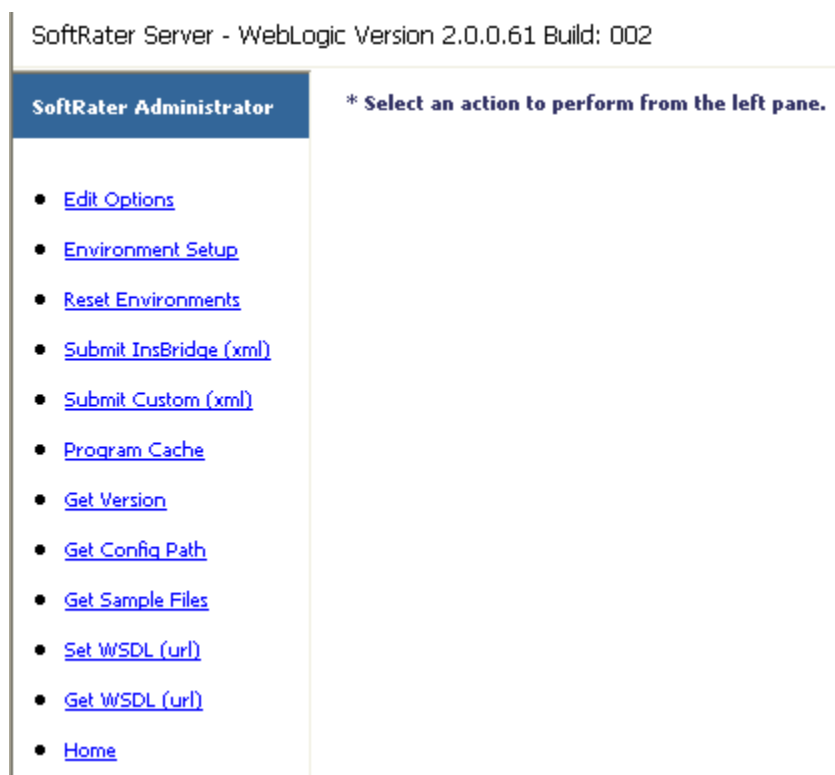 SoftRater Server - WebLogic Version 2.0.0.61 Build: 002
SoftRater Administrator
* Select an action to perform from the left pane.
Edit Options
Environment Setup
Reset Environments
Submit InsBridge (xml)
Submit Custom (xml)
Program Cache
Get Version
Get Config Path
Get Sample Files
Set WSDL (url)
Get WSDL (url)
Home